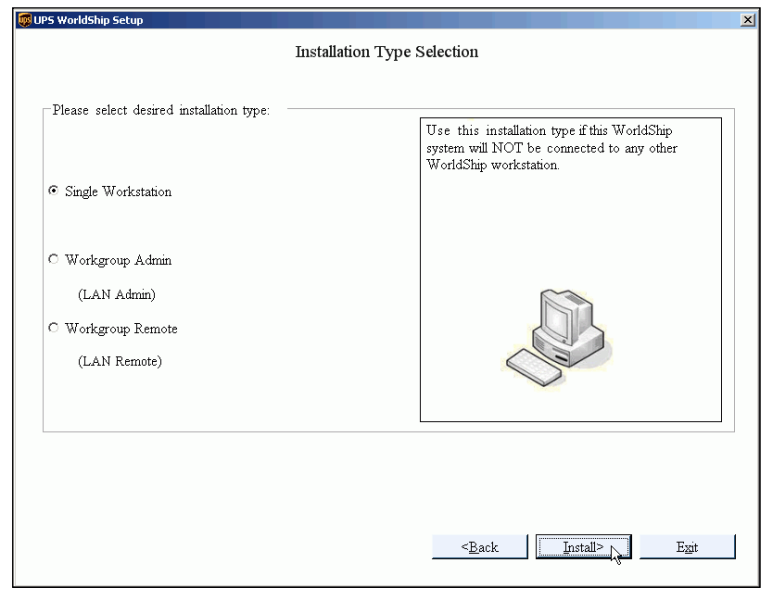 ups UPS WorldShip Setup
Installation Type Selection
Please select desired installation type:
Use this installation type if this WorldShip
system will NOT be connected to any other
WorldShip workstation.
Single Workstation
Workgroup Admin
(LAN Admin)
Workgroup Remote
(LAN Remote)
<Back Install> Exit